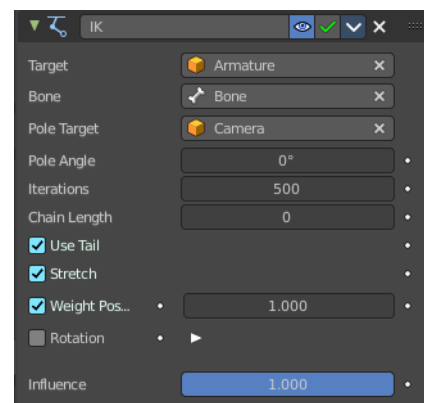 IK
Target Armature
Bone Bone
Pole Target Camera
Pole Angle 0°
Iterations 500
Chain Length 0
Use Tail
Stretch
Weight Pos... 1.000
Rotation
Influence 1.000